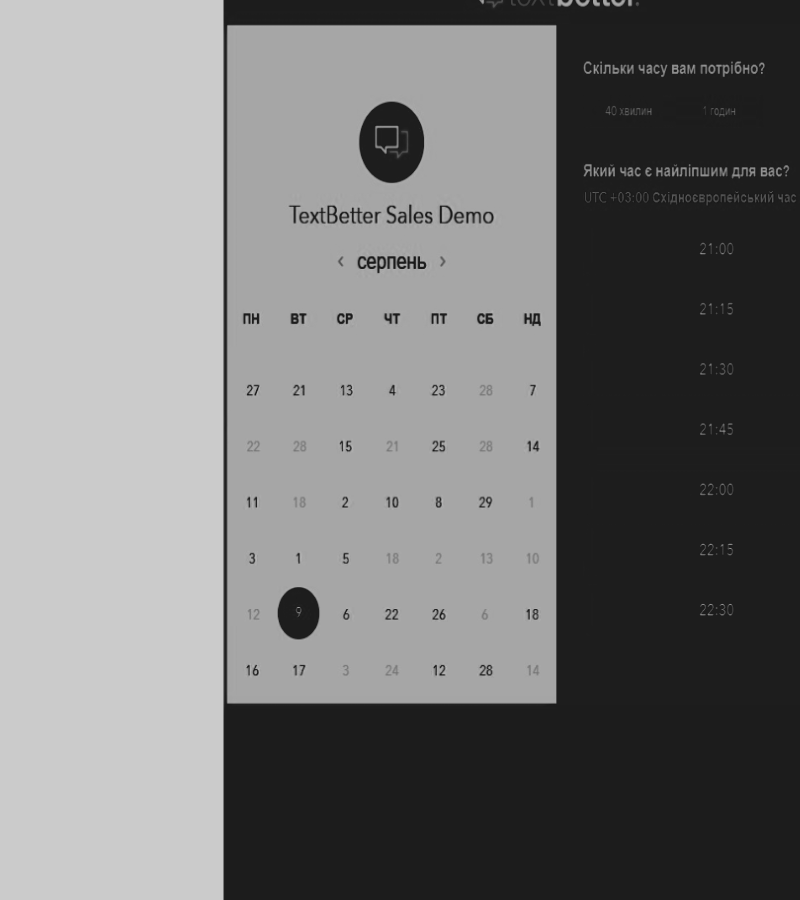 textbetter.
TextBetter Sales Demo
‹ серпень ›
ПН ВТ СР ЧТ ПТ СБ НД
27 21 13 4 23 28 7
22 28 15 21 25 28 14
11 18 2 10 8 29 1
3 1 5 18 2 13 10
12 9 6 22 26 6 18
16 17 3 24 12 28 14
Скільки часу вам потрібно?
40 хвилин 1 годин
Який час є найліпшим для вас?
UTC +03:00 Східноєвропейський час
21:00
21:15
21:30
21:45
22:00
22:15
22:30